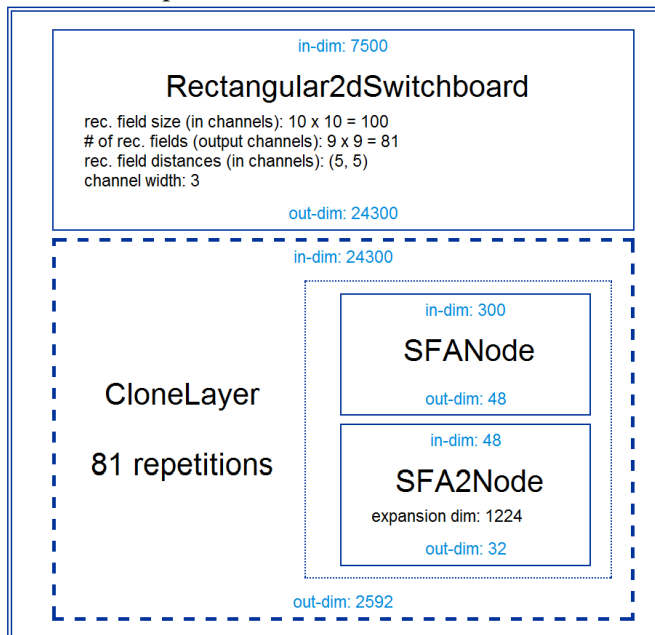 in-dim: 7500
Rectangular2dSwitchboard
rec. field size (in channels): 10 x 10 = 100
# of rec. fields (output channels): 9 x 9 = 81
rec. field distances (in channels): (5, 5)
channel width: 3
out-dim: 24300
in-dim: 24300
CloneLayer
81 repetitions
in-dim: 300
SFANode
out-dim: 48
in-dim: 48
SFA2Node
expansion dim: 1224
out-dim: 32
out-dim: 2592